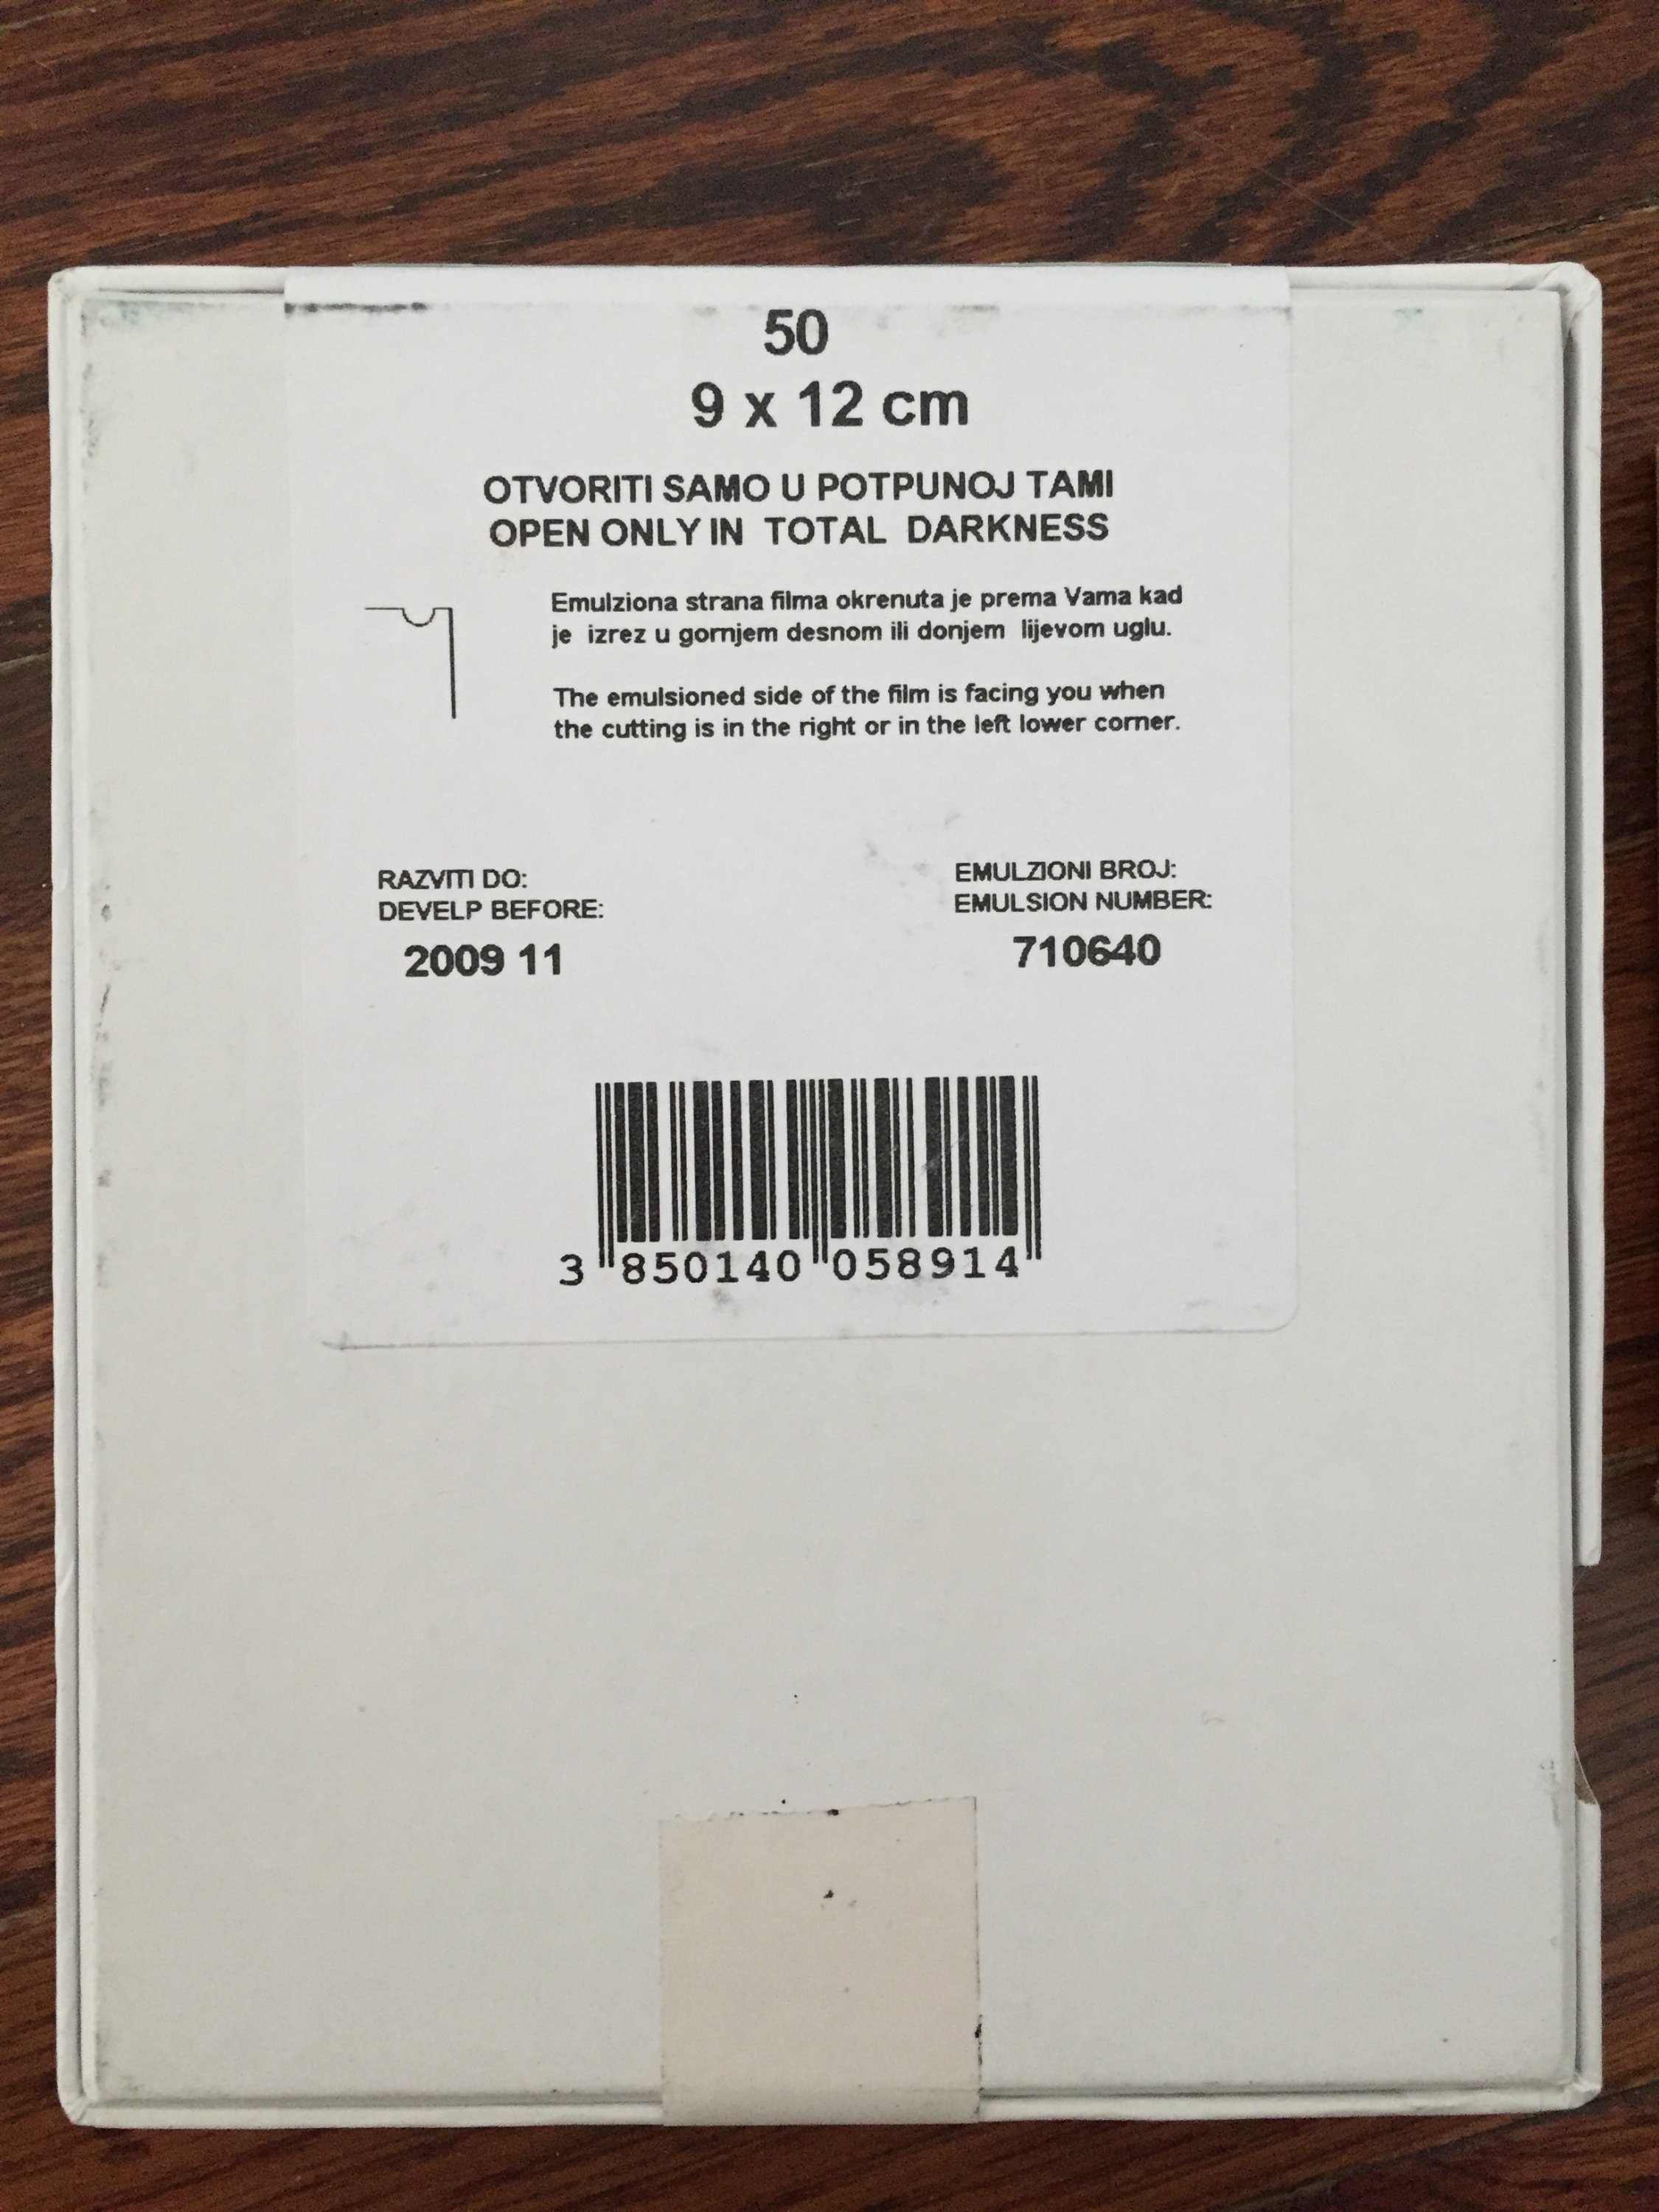 50
9 x 12 cm
OTVORITI SAMO U POTPUNOJ TAMI
OPEN ONLY IN TOTAL DARKNESS
Emulziona strana filma okrenuta je prema Vama kad
je izrez u gornjem desnom ili donjem lijevom uglu.
The emulsioned side of the film is facing you when
the cutting is in the right or in the left lower corner.
RAZVITI DO:
DEVELP BEFORE:
2009 11
EMULZIONI BROJ:
EMULSION NUMBER:
710640
3 850140 058914